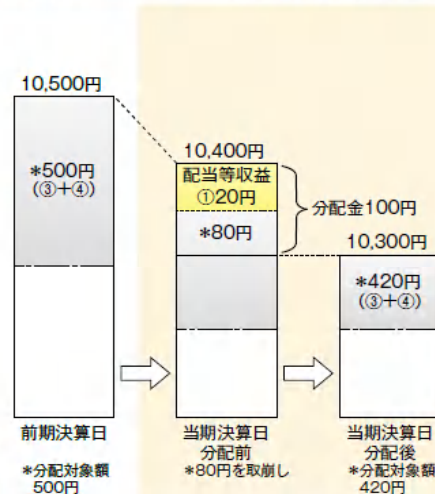 10,500円
*500円
(③+④)
10,400円
配当等収益
①20円
*80円
分配金100円
10,300円
*420円
(③+④)
前期決算日
*分配対象額
500円
当期決算日
分配前
*80円を取崩し
当期決算日
分配後
*分配対象額
420円